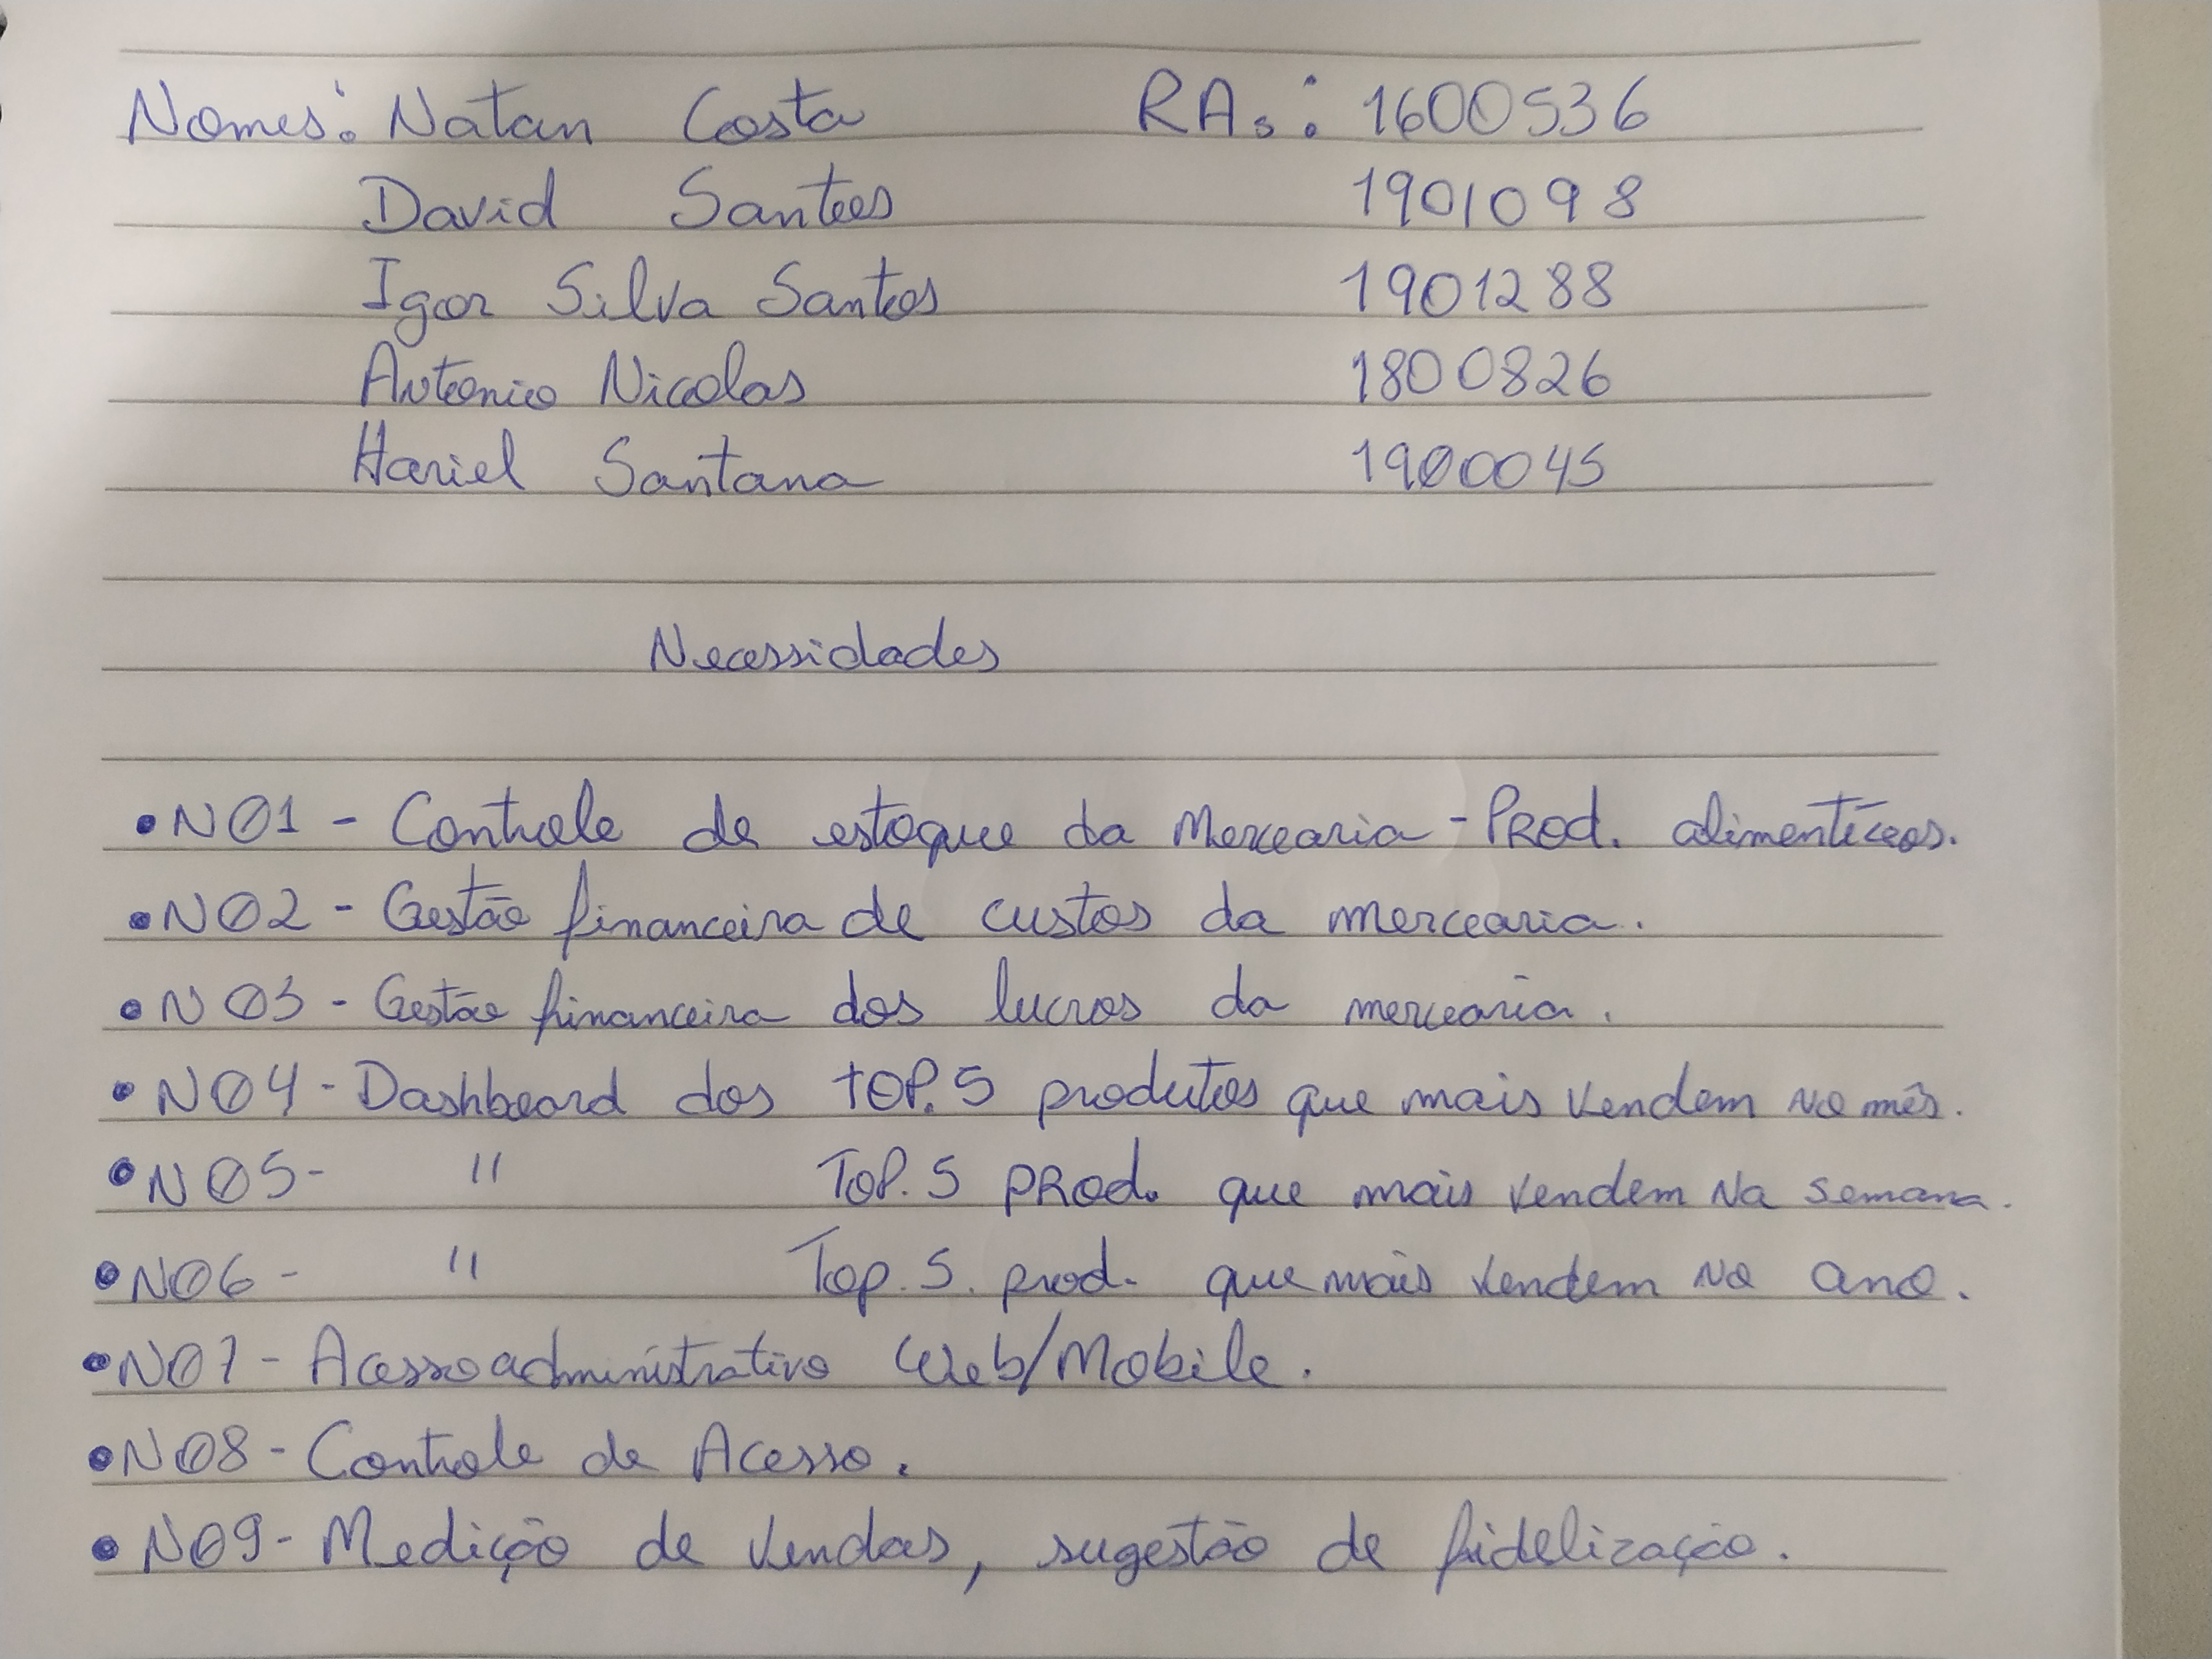 Nomes: Natan Costa RAs: 1600536
David Santos 1901098
Igor Silva Santos 1901288
Antonio Nicolas 1800826
Hariel Santana 1900045
Necessidades
• N01 - Controle de estoque da Mercearia - Prod. alimentícios.
• N02 - Gestão financeira de custos da mercearia.
• N03 - Gestão financeira dos lucros da mercearia.
• N04 - Dashboard dos TOP. 5 produtos que mais vendem no mês.
• N05 - " Top. 5 prod. que mais vendem na semana.
• N06 - " Top. 5. prod. que mais vendem no ano.
• N07 - Acesso administrativo Web/Mobile.
• N08 - Controle de Acesso.
• N09 - Medição de vendas, sugestão de fidelização.